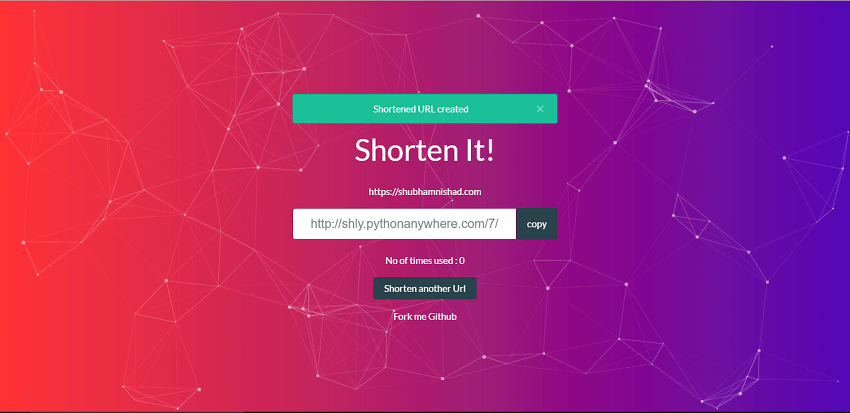 Shortened URL created ×
Shorten It!
https://shubhamnishad.com
http://shly.pythonanywhere.com/7/ copy
No of times used : 0
Shorten another Url
Fork me Github